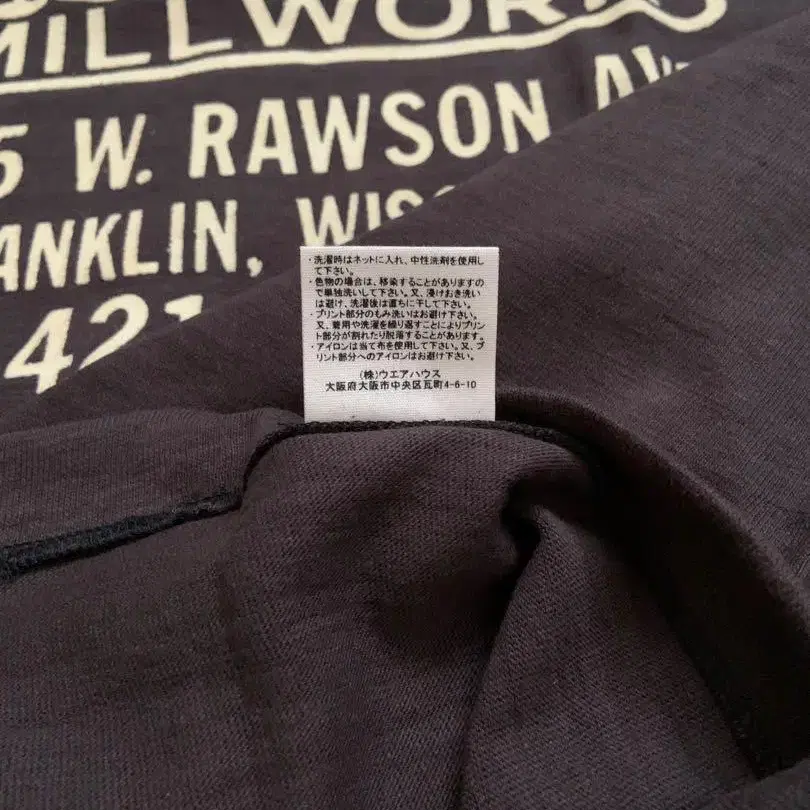 MILLWORK
5 W. RAWSON AV
ANKLIN, WISC
421
・洗濯時はネットに入れ、中性洗剤を使用し
て下さい。
・色物の場合は、移染することがありますの
で単独洗いして下さい。又、浸けおき洗い
は避け、洗濯後は直ちに干して下さい。
・プリント部分のもみ洗いはお避け下さい。
又、着用や洗濯を繰り返すことによりプリン
ト部分が割れたり脱落することがあります。
・アイロンは当て布を使用して下さい。又、プ
リント部分へのアイロンはお避け下さい。
(株)ウエアハウス
大阪府大阪市中央区瓦町4-6-10